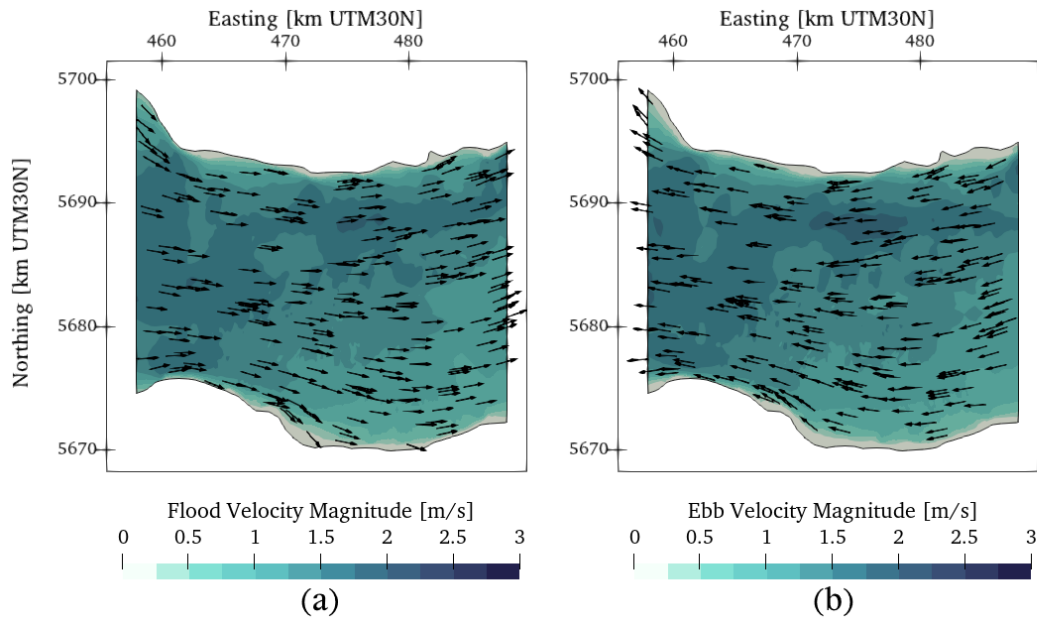 Easting [km UTM30N]
460 470 480
5700
5690
5680
5670
Northing [km UTM30N]
Flood Velocity Magnitude [m/s]
0 0.5 1 1.5 2 2.5 3
(a)
Easting [km UTM30N]
460 470 480
5700
5690
5680
5670
Ebb Velocity Magnitude [m/s]
0 0.5 1 1.5 2 2.5 3
(b)